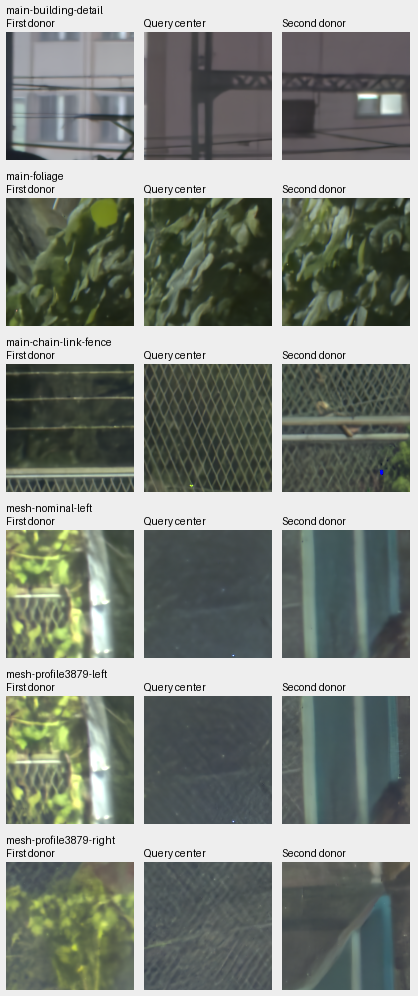 main-building-detail
First donor Query center Second donor
main-foliage
First donor Query center Second donor
main-chain-link-fence
First donor Query center Second donor
mesh-nominal-left
First donor Query center Second donor
mesh-profile3879-left
First donor Query center Second donor
mesh-profile3879-right
First donor Query center Second donor